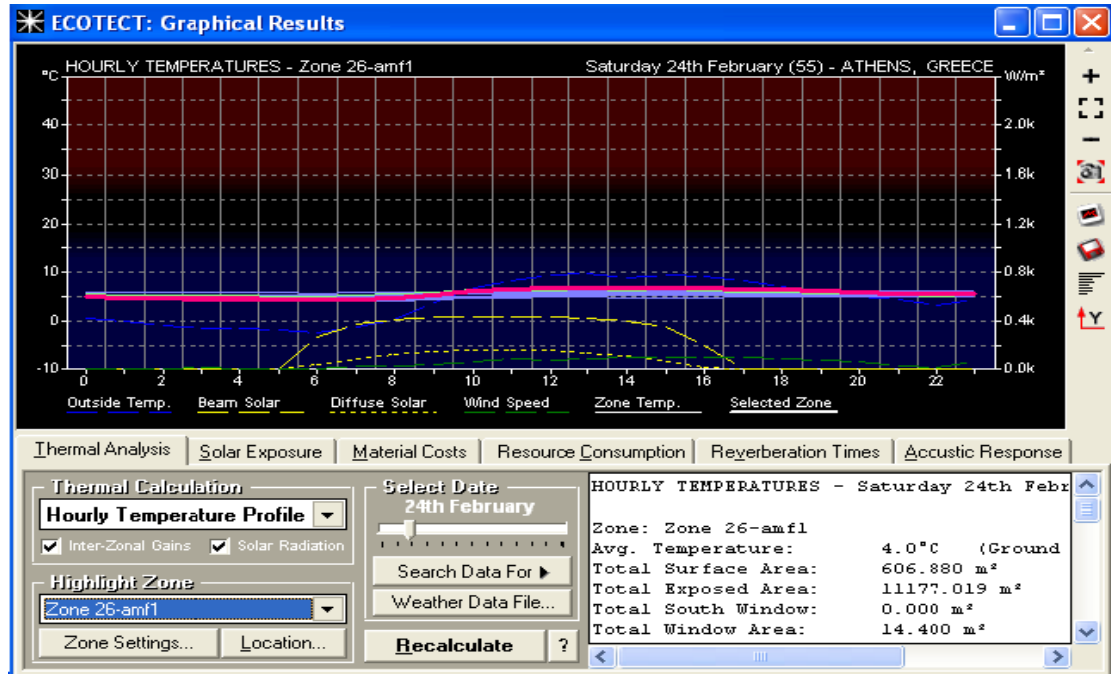 ECOTECT: Graphical Results
HOURLY TEMPERATURES - Zone 26-amf1
Saturday 24th February (55) - ATHENS, GREECE
°C
W/m²
40
30
20
10
0
-10
2.0k
1.6k
1.2k
0.8k
0.4k
0.0k
0 2 4 6 8 10 12 14 16 18 20 22
Outside Temp. Beam Solar Diffuse Solar Wind Speed Zone Temp. Selected Zone
Thermal Analysis Solar Exposure Material Costs Resource Consumption Reverberation Times Accustic Response
Thermal Calculation
Hourly Temperature Profile
Inter-Zonal Gains Solar Radiation
Highlight Zone
Zone 26-amf1
Zone Settings... Location...
Select Date
24th February
Search Data For
Weather Data File...
Recalculate ?
HOURLY TEMPERATURES - Saturday 24th Febr
Zone: Zone 26-amf1
Avg. Temperature: 4.0°C (Ground
Total Surface Area: 606.880 m²
Total Exposed Area: 11177.019 m²
Total South Window: 0.000 m²
Total Window Area: 14.400 m²
Y